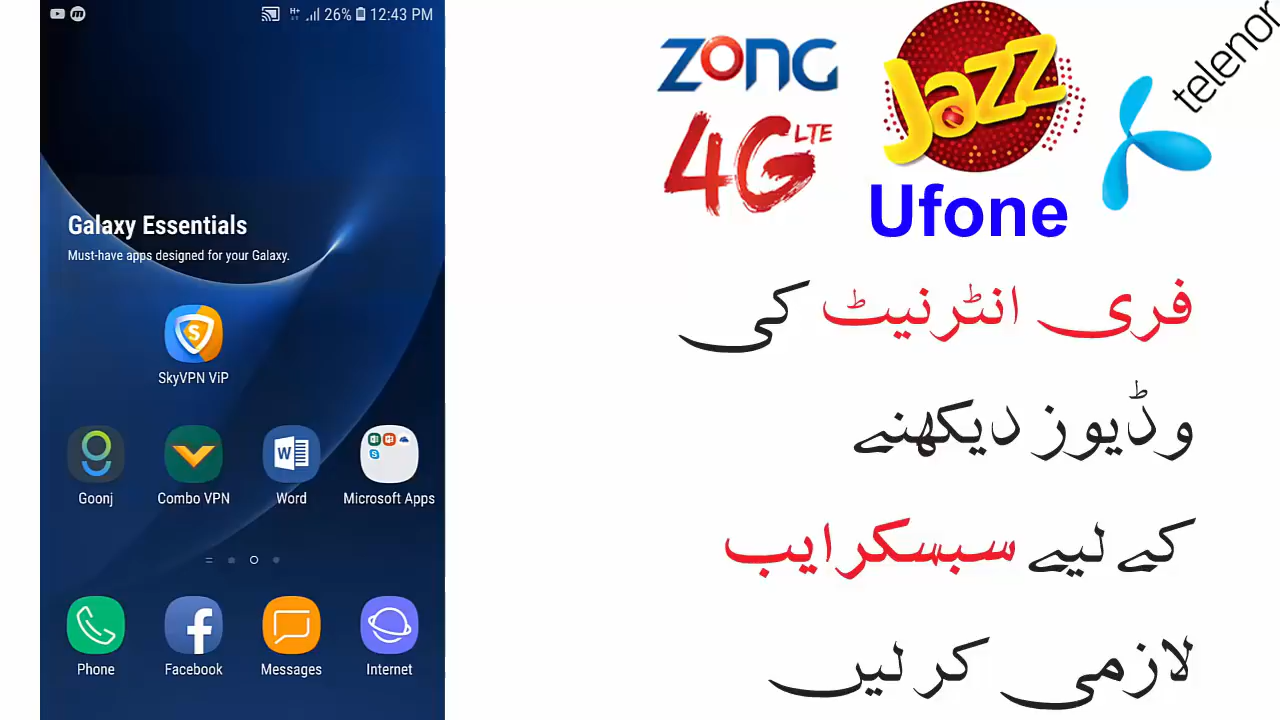 26% 12:43 PM
Galaxy Essentials
Must-have apps designed for your Galaxy.
S
SkyVPN ViP
Goonj
Combo VPN
W
Word
Microsoft Apps
Phone
Facebook
Messages
Internet
ZONG
4G LTE
Jazz
telenor
Ufone
فری انٹرنیٹ کی
وڈیوز دیکھنے
کے لیے سبسکرایب
لازمی کر لیں